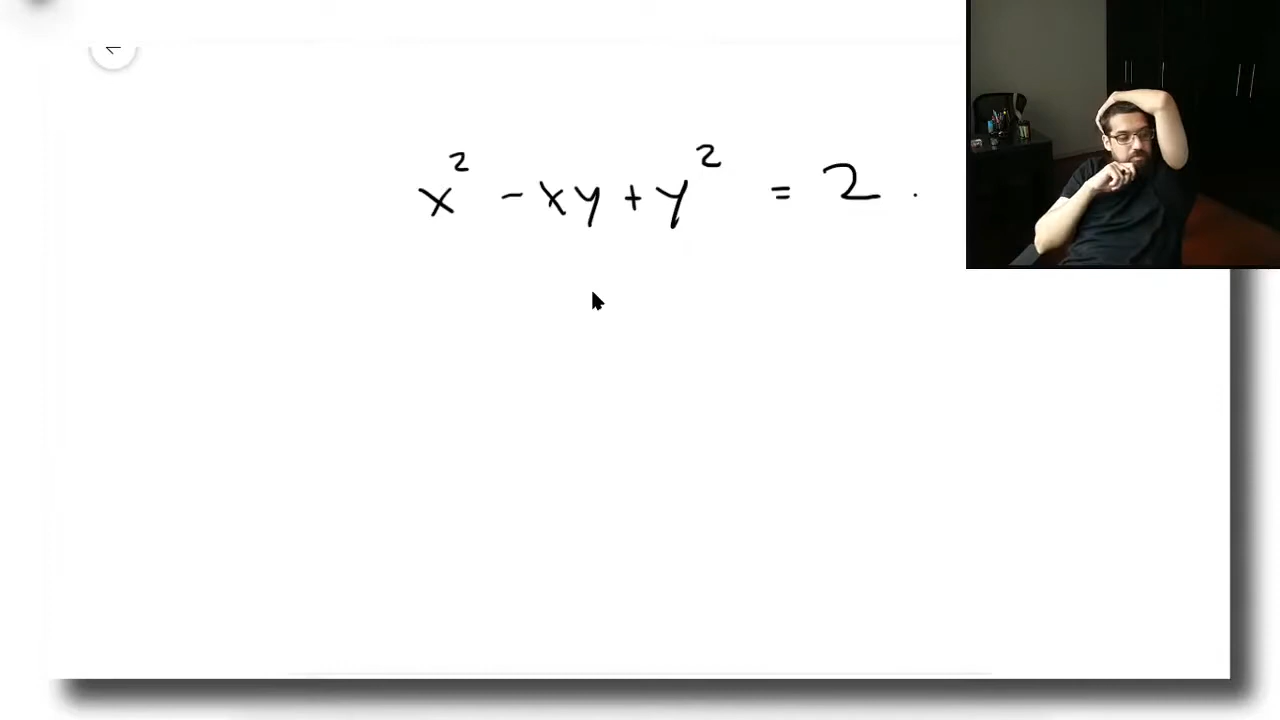 x² - xy + y² = 2.